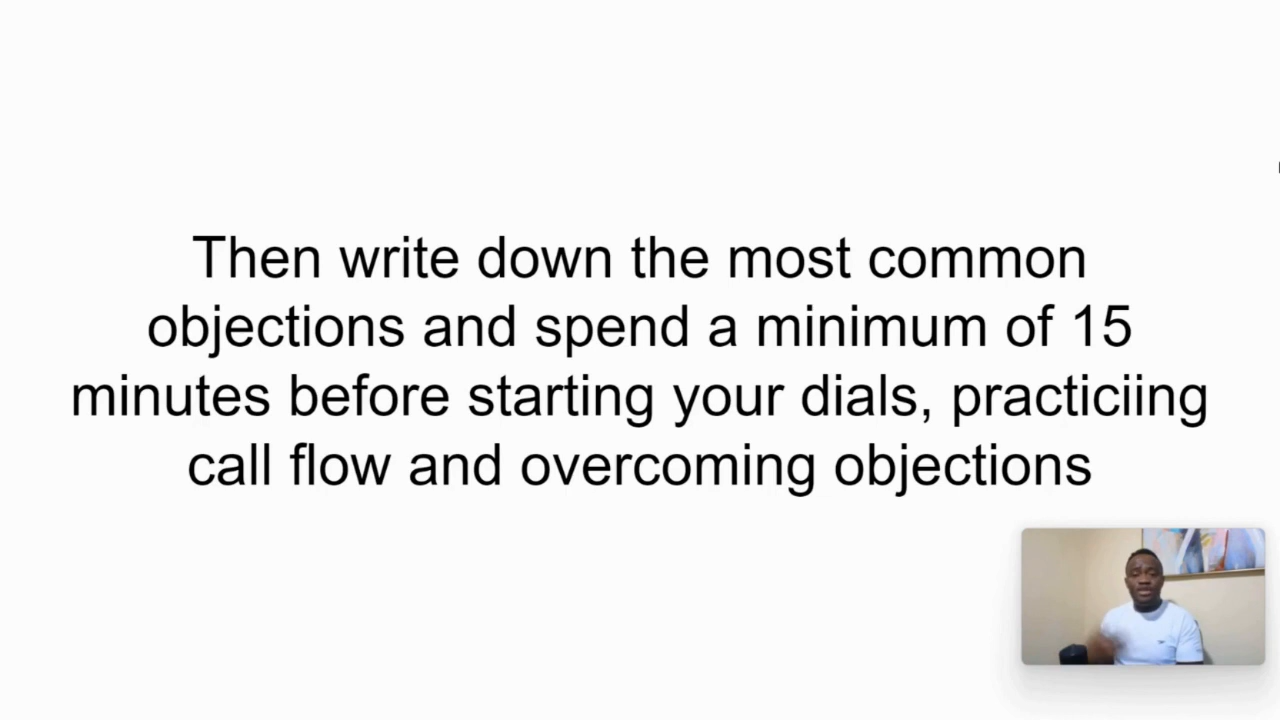 Then write down the most common
objections and spend a minimum of 15
minutes before starting your dials, practiciing
call flow and overcoming objections